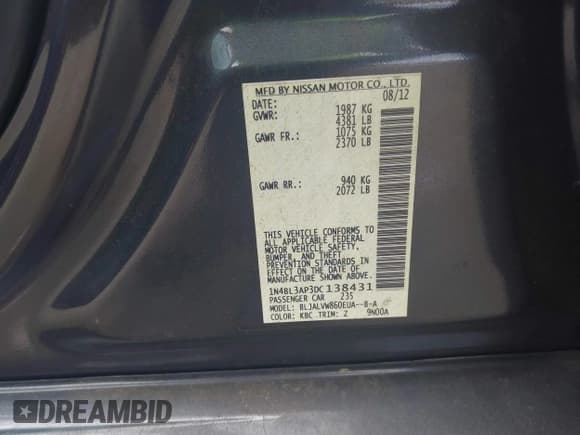 MFD BY NISSAN MOTOR CO., LTD.
DATE: 08/12
GVWR: 1987 KG
4381 LB
GAWR FR.: 1075 KG
2370 LB
GAWR RR.: 940 KG
2072 LB
THIS VEHICLE CONFORMS TO
ALL APPLICABLE FEDERAL
MOTOR VEHICLE SAFETY,
BUMPER, AND THEFT
PREVENTION STANDARDS IN
EFFECT ON THE DATE OF
MANUFACTURE SHOWN ABOVE.
1N4BL3AP3DC138431
PASSENGER CAR 235
MODEL: BLJALVW860EUA--B-A
COLOR: KBC TRIM: Z 9N00A
DREAMBID